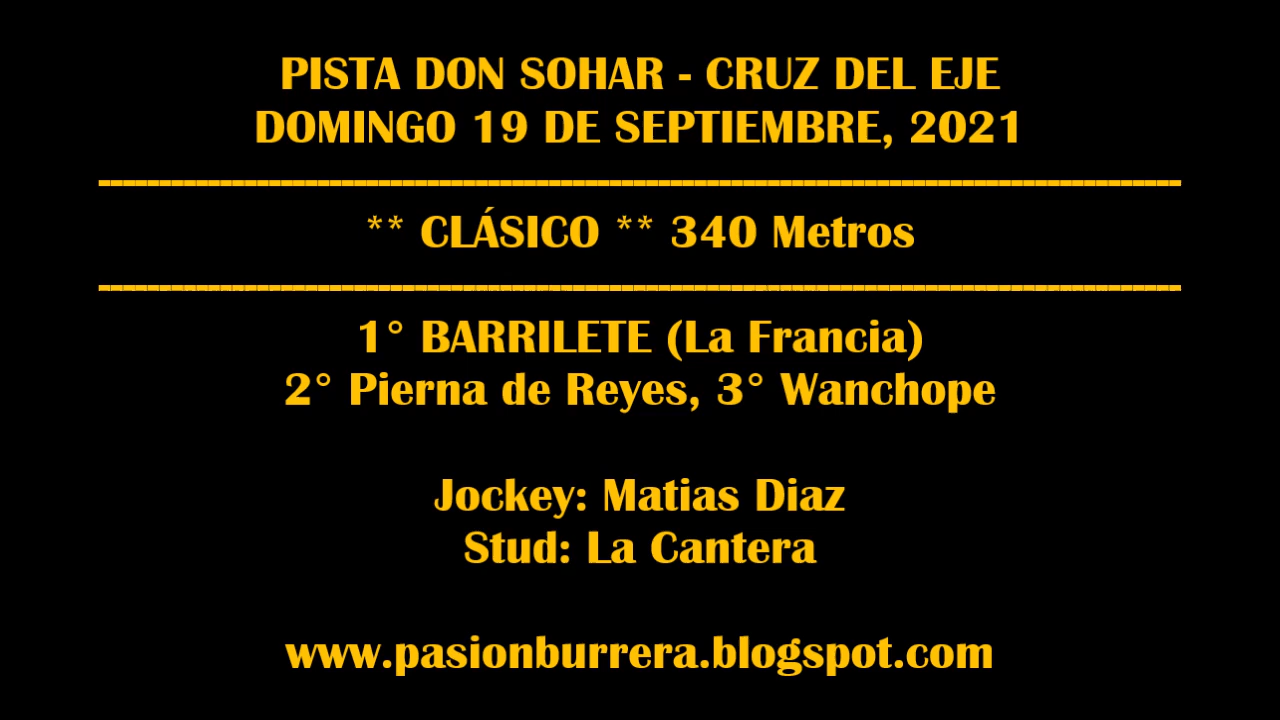 PISTA DON SOHAR - CRUZ DEL EJE
DOMINGO 19 DE SEPTIEMBRE, 2021
** CLÁSICO ** 340 Metros
1° BARRILETE (La Francia)
2° Pierna de Reyes, 3° Wanchope
Jockey: Matias Diaz
Stud: La Cantera
www.pasionburrera.blogspot.com